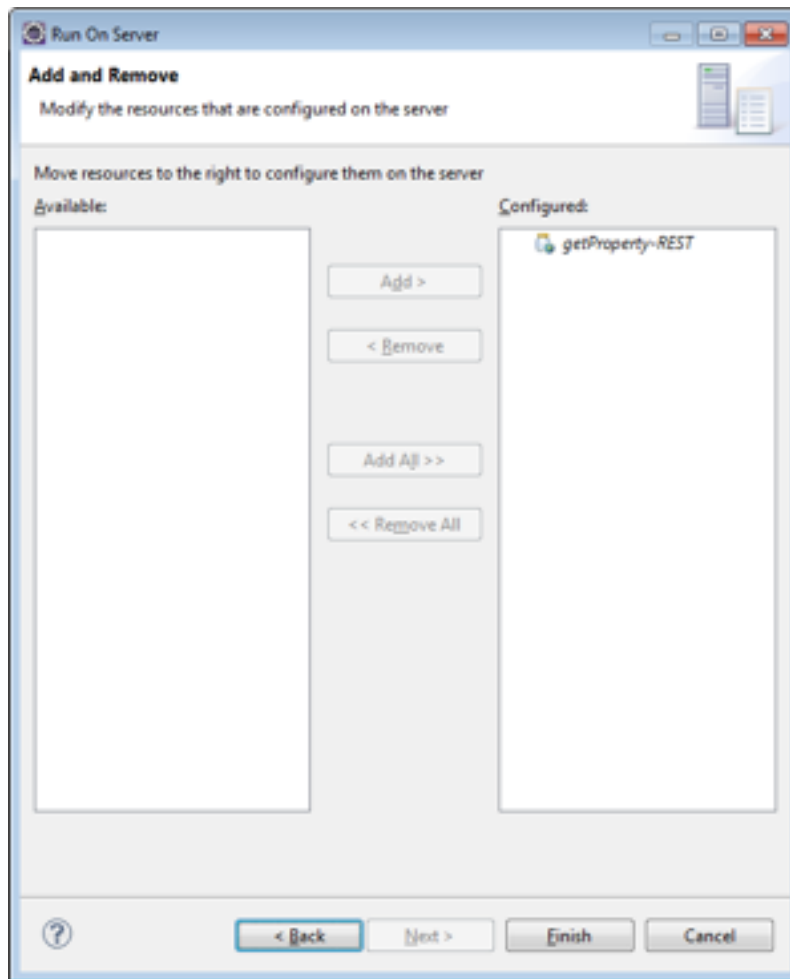 Run On Server
Add and Remove
Modify the resources that are configured on the server
Move resources to the right to configure them on the server
Available:
Configured:
getProperty-REST
Add >
< Remove
Add All >>
<< Remove All
?
< Back
Next >
Finish
Cancel